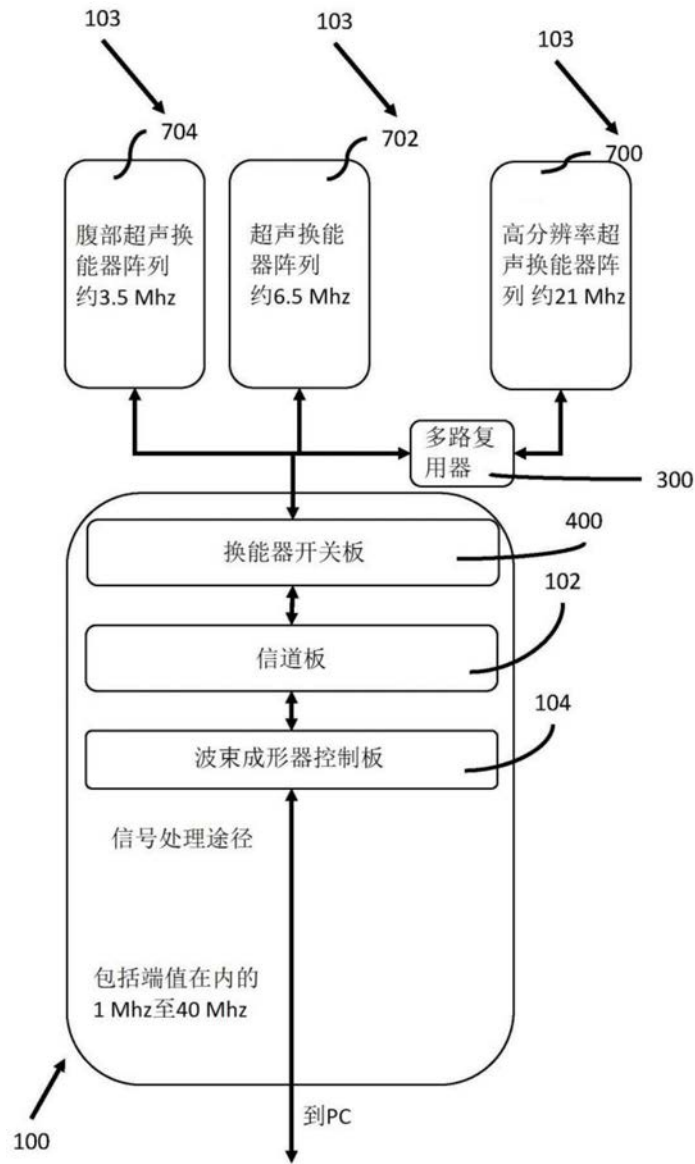 103
103
103
704
702
700
腹部超声换
能器阵列
约3.5 Mhz
超声换能
器阵列
约6.5 Mhz
高分辨率超
声换能器阵
列 约21 Mhz
多路复
用器
300
换能器开关板
400
信道板
102
波束成形器控制板
104
信号处理途径
包括端值在内的
1 Mhz至40 Mhz
到PC
100